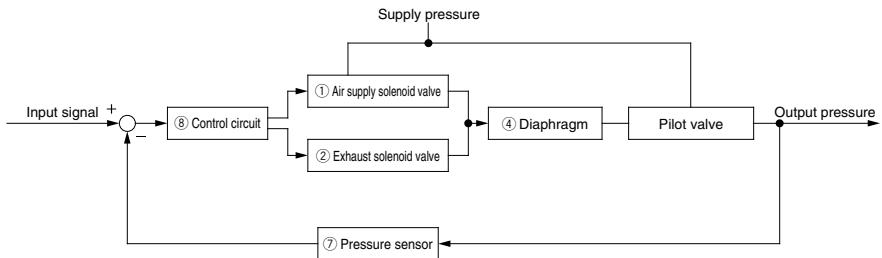 Supply pressure
① Air supply solenoid valve
Input signal
+
−
⑧ Control circuit
④ Diaphragm
Pilot valve
Output pressure
② Exhaust solenoid valve
⑦ Pressure sensor